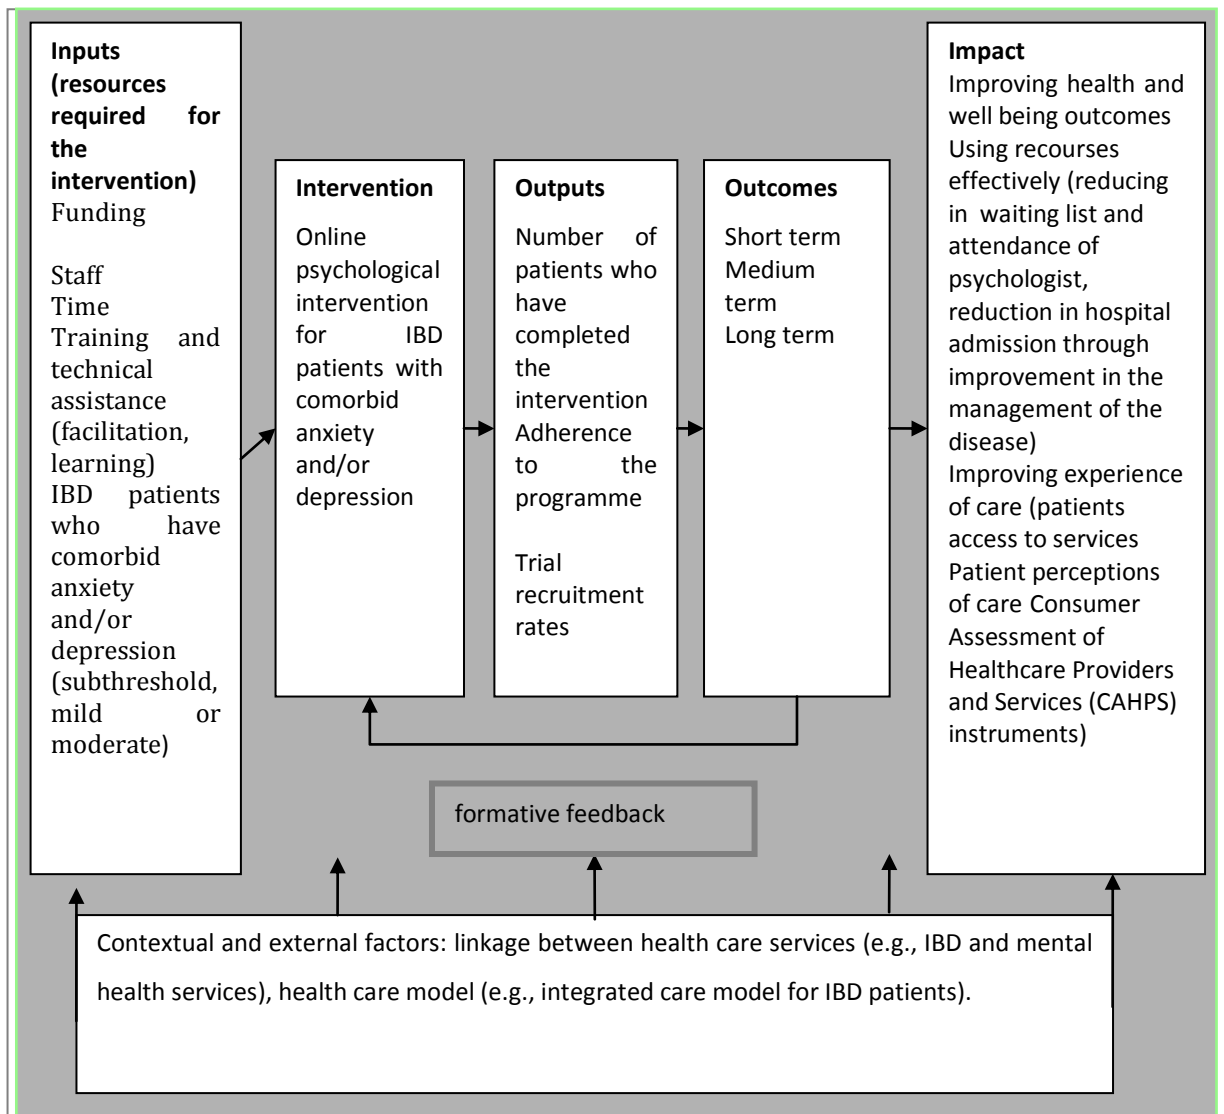 Inputs
(resources
required for
the
intervention)
Funding
Staff
Time
Training and
technical
assistance
(facilitation,
learning)
IBD patients
who have
comorbid
anxiety
and/or
depression
(subthreshold,
mild or
moderate)
Intervention
Online
psychological
intervention
for IBD
patients with
comorbid
anxiety
and/or
depression
Outputs
Number of
patients who
have
completed
the
intervention
Adherence
to the
programme
Trial
recruitment
rates
Outcomes
Short term
Medium
term
Long term
Impact
Improving health and
well being outcomes
Using recourses
effectively (reducing
in waiting list and
attendance of
psychologist,
reduction in hospital
admission through
improvement in the
management of the
disease)
Improving experience
of care (patients
access to services
Patient perceptions
of care Consumer
Assessment of
Healthcare Providers
and Services (CAHPS)
instruments)
formative feedback
Contextual and external factors: linkage between health care services (e.g., IBD and mental
health services), health care model (e.g., integrated care model for IBD patients).